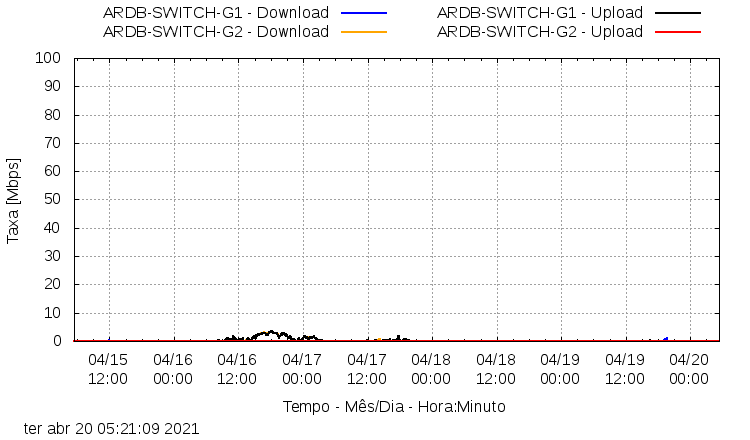 ARDB-SWITCH-G1 - Download ARDB-SWITCH-G1 - Upload
ARDB-SWITCH-G2 - Download ARDB-SWITCH-G2 - Upload
100
90
80
70
60
50
40
30
20
10
0
Taxa [Mbps]
04/15 04/16 04/16 04/17 04/17 04/18 04/18 04/19 04/19 04/20
12:00 00:00 12:00 00:00 12:00 00:00 12:00 00:00 12:00 00:00
Tempo - Mês/Dia - Hora:Minuto
ter abr 20 05:21:09 2021